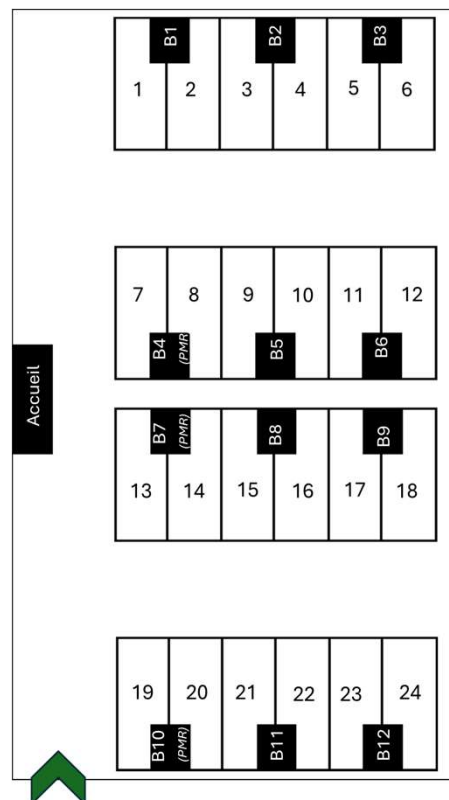 B1 B2 B3
1 2 3 4 5 6
7 8 9 10 11 12
B4 (PMR B5 B6
Accueil
B7 (PMR) B8 B9
13 14 15 16 17 18
19 20 21 22 23 24
B10 (PMR) B11 B12